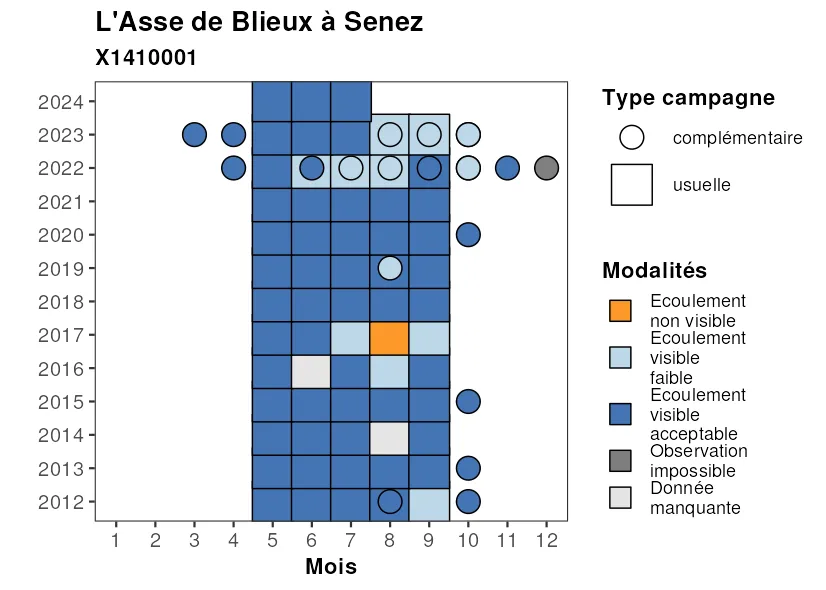 L'Asse de Blieux à Senez
X1410001
2024
2023
2022
2021
2020
2019
2018
2017
2016
2015
2014
2013
2012
1 2 3 4 5 6 7 8 9 10 11 12
Mois
Type campagne
complémentaire
usuelle
Modalités
Ecoulement
non visible
Ecoulement
visible
faible
Ecoulement
visible
acceptable
Observation
impossible
Donnée
manquante